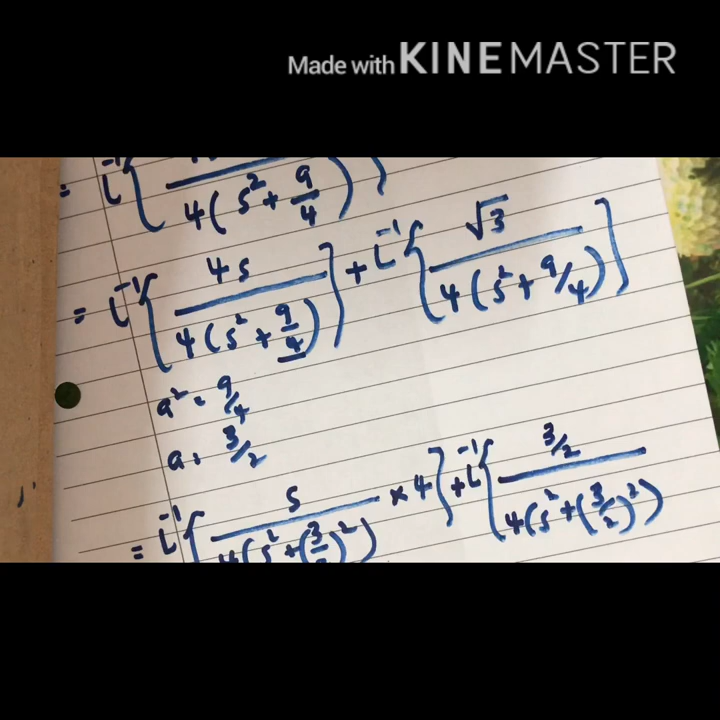 Made with KINEMASTER
= L⁻¹{ / 4(s² + 9/4) }
= L⁻¹{ 4s / 4(s² + 9/4) } + L⁻¹{ √3 / 4(s² + 9/4) }
a² = 9/4
a = 3/2
= L⁻¹{ s / 4(s² + (3/2)²) × 4 } + L⁻¹{ 3/2 / 4(s² + (3/2)²)